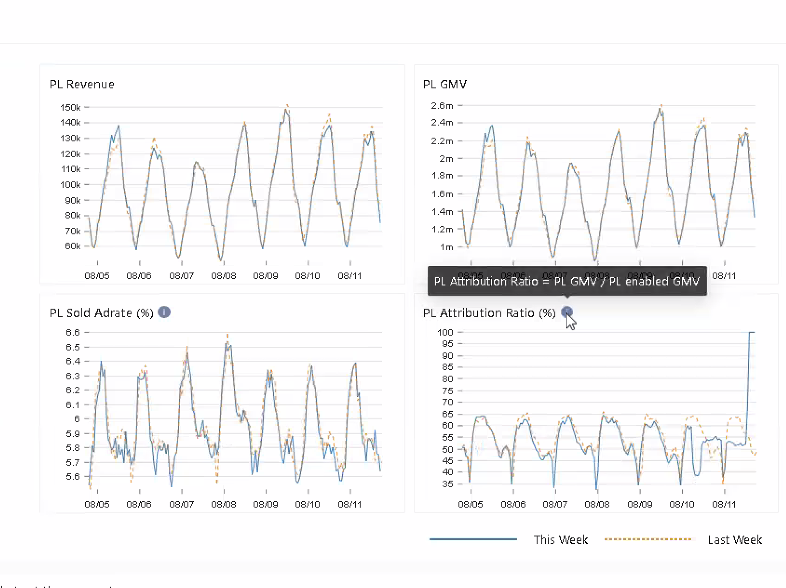 PL Revenue
150k
140k
130k
120k
110k
100k
90k
80k
70k
60k
08/05 08/06 08/07 08/08 08/09 08/10 08/11
PL GMV
2.6m
2.4m
2.2m
2m
1.8m
1.6m
1.4m
1.2m
1m
08/11
PL Attribution Ratio = PL GMV / PL enabled GMV
PL Sold Adrate (%)
6.6
6.5
6.4
6.3
6.2
6.1
6
5.9
5.8
5.7
5.6
08/05 08/06 08/07 08/08 08/09 08/10 08/11
PL Attribution Ratio (%)
100
95
90
85
80
75
70
65
60
55
50
45
40
35
08/05 08/06 08/07 08/08 08/09 08/10 08/11
This Week Last Week